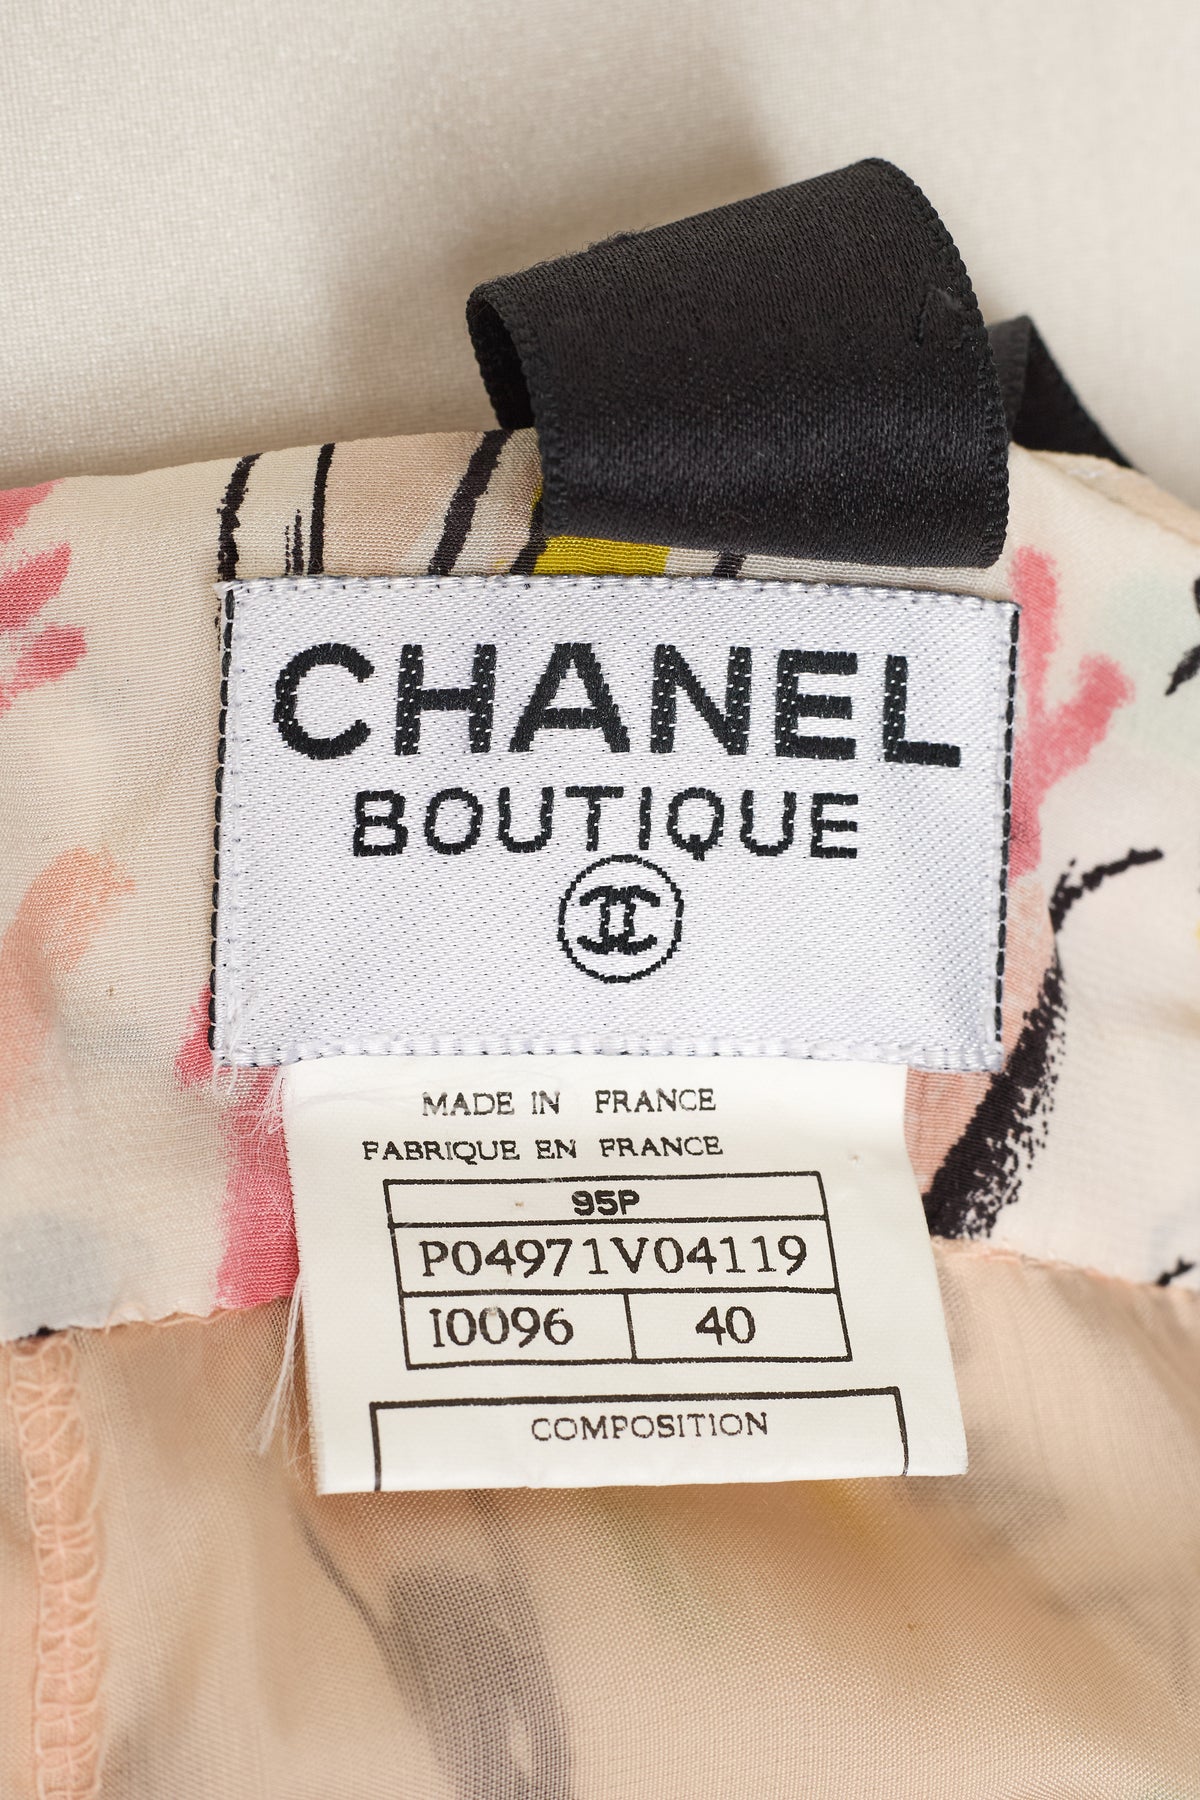 CHANEL
BOUTIQUE
MADE IN FRANCE
FABRIQUE EN FRANCE
95P
P04971V04119
I0096 40
COMPOSITION